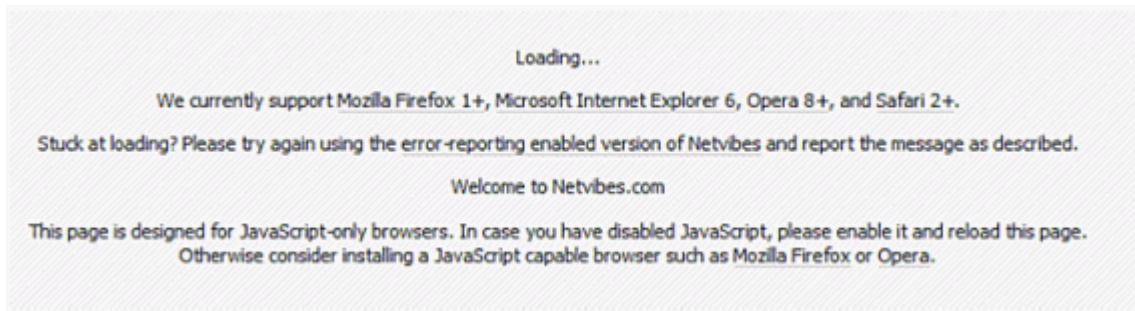 Loading...
We currently support Mozilla Firefox 1+, Microsoft Internet Explorer 6, Opera 8+, and Safari 2+.
Stuck at loading? Please try again using the error-reporting enabled version of Netvibes and report the message as described.
Welcome to Netvibes.com
This page is designed for JavaScript-only browsers. In case you have disabled JavaScript, please enable it and reload this page.
Otherwise consider installing a JavaScript capable browser such as Mozilla Firefox or Opera.